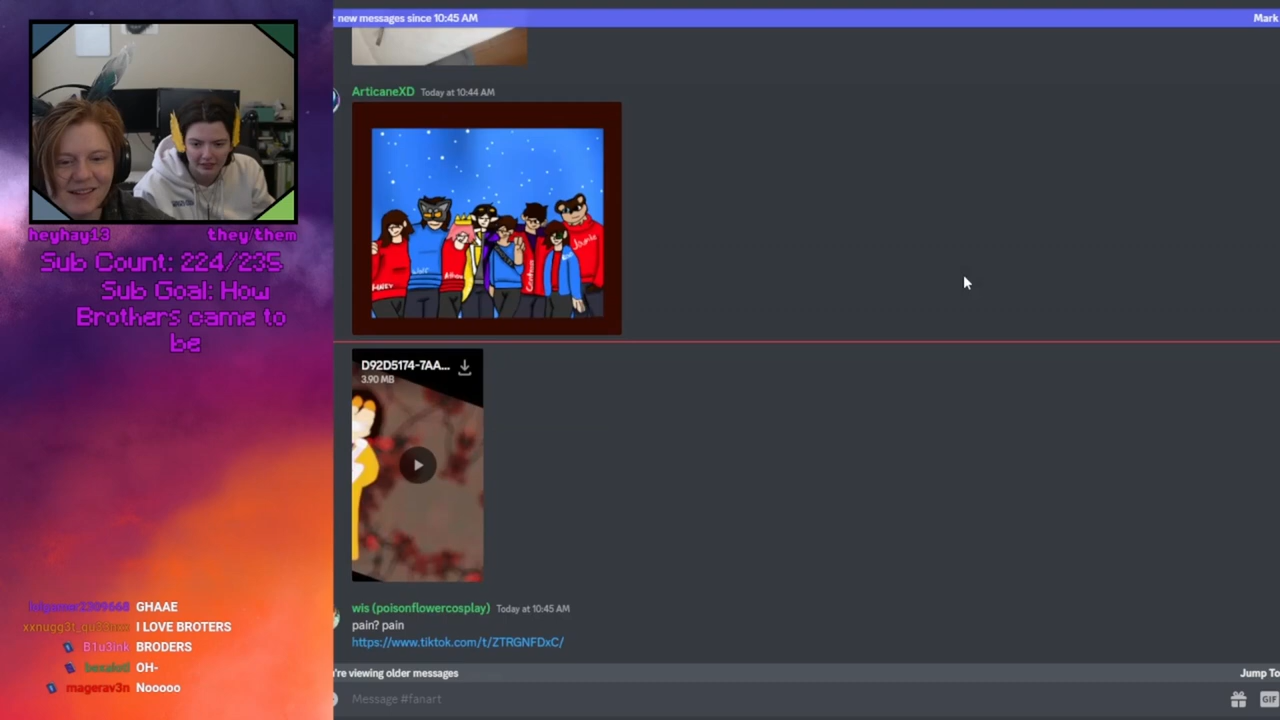 heyhay13 they/them
Sub Count: 224/235
Sub Goal: How
Brothers came to
be
GHAAE
xxnugg3t_qu33nxx I LOVE BROTERS
B1u3ink BRODERS
bexalotl OH-
magerav3n Nooooo
new messages since 10:45 AM Mark
ArticaneXD Today at 10:44 AM
D92D5174-7AA...
3.90 MB
wis (poisonflowercosplay) Today at 10:45 AM
pain? pain
https://www.tiktok.com/t/ZTRGNFDxC/
're viewing older messages Jump To
Message #fanart GIF